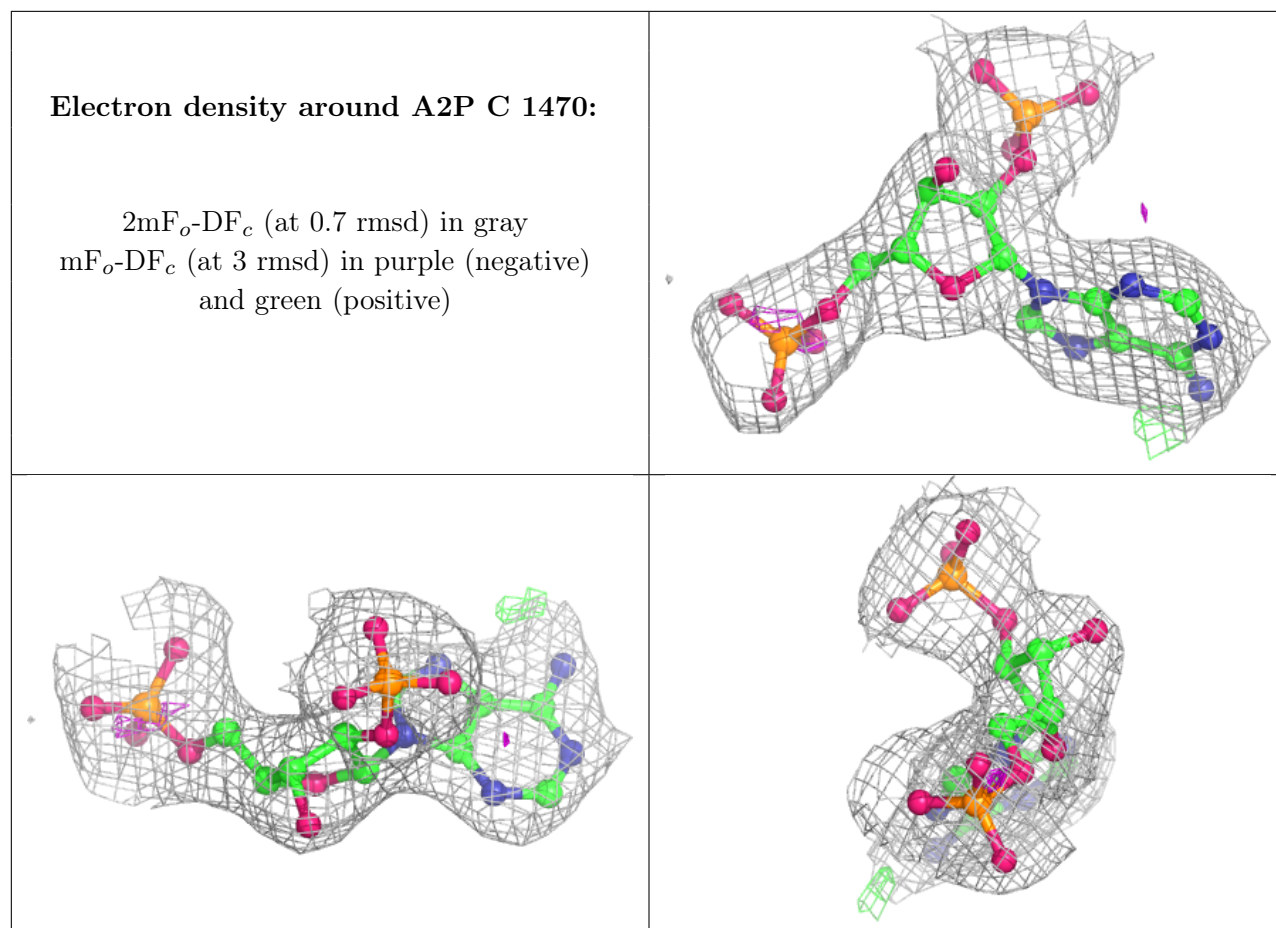 Electron density around A2P C 1470:
2mFo-DFc (at 0.7 rmsd) in gray
mFo-DFc (at 3 rmsd) in purple (negative)
and green (positive)